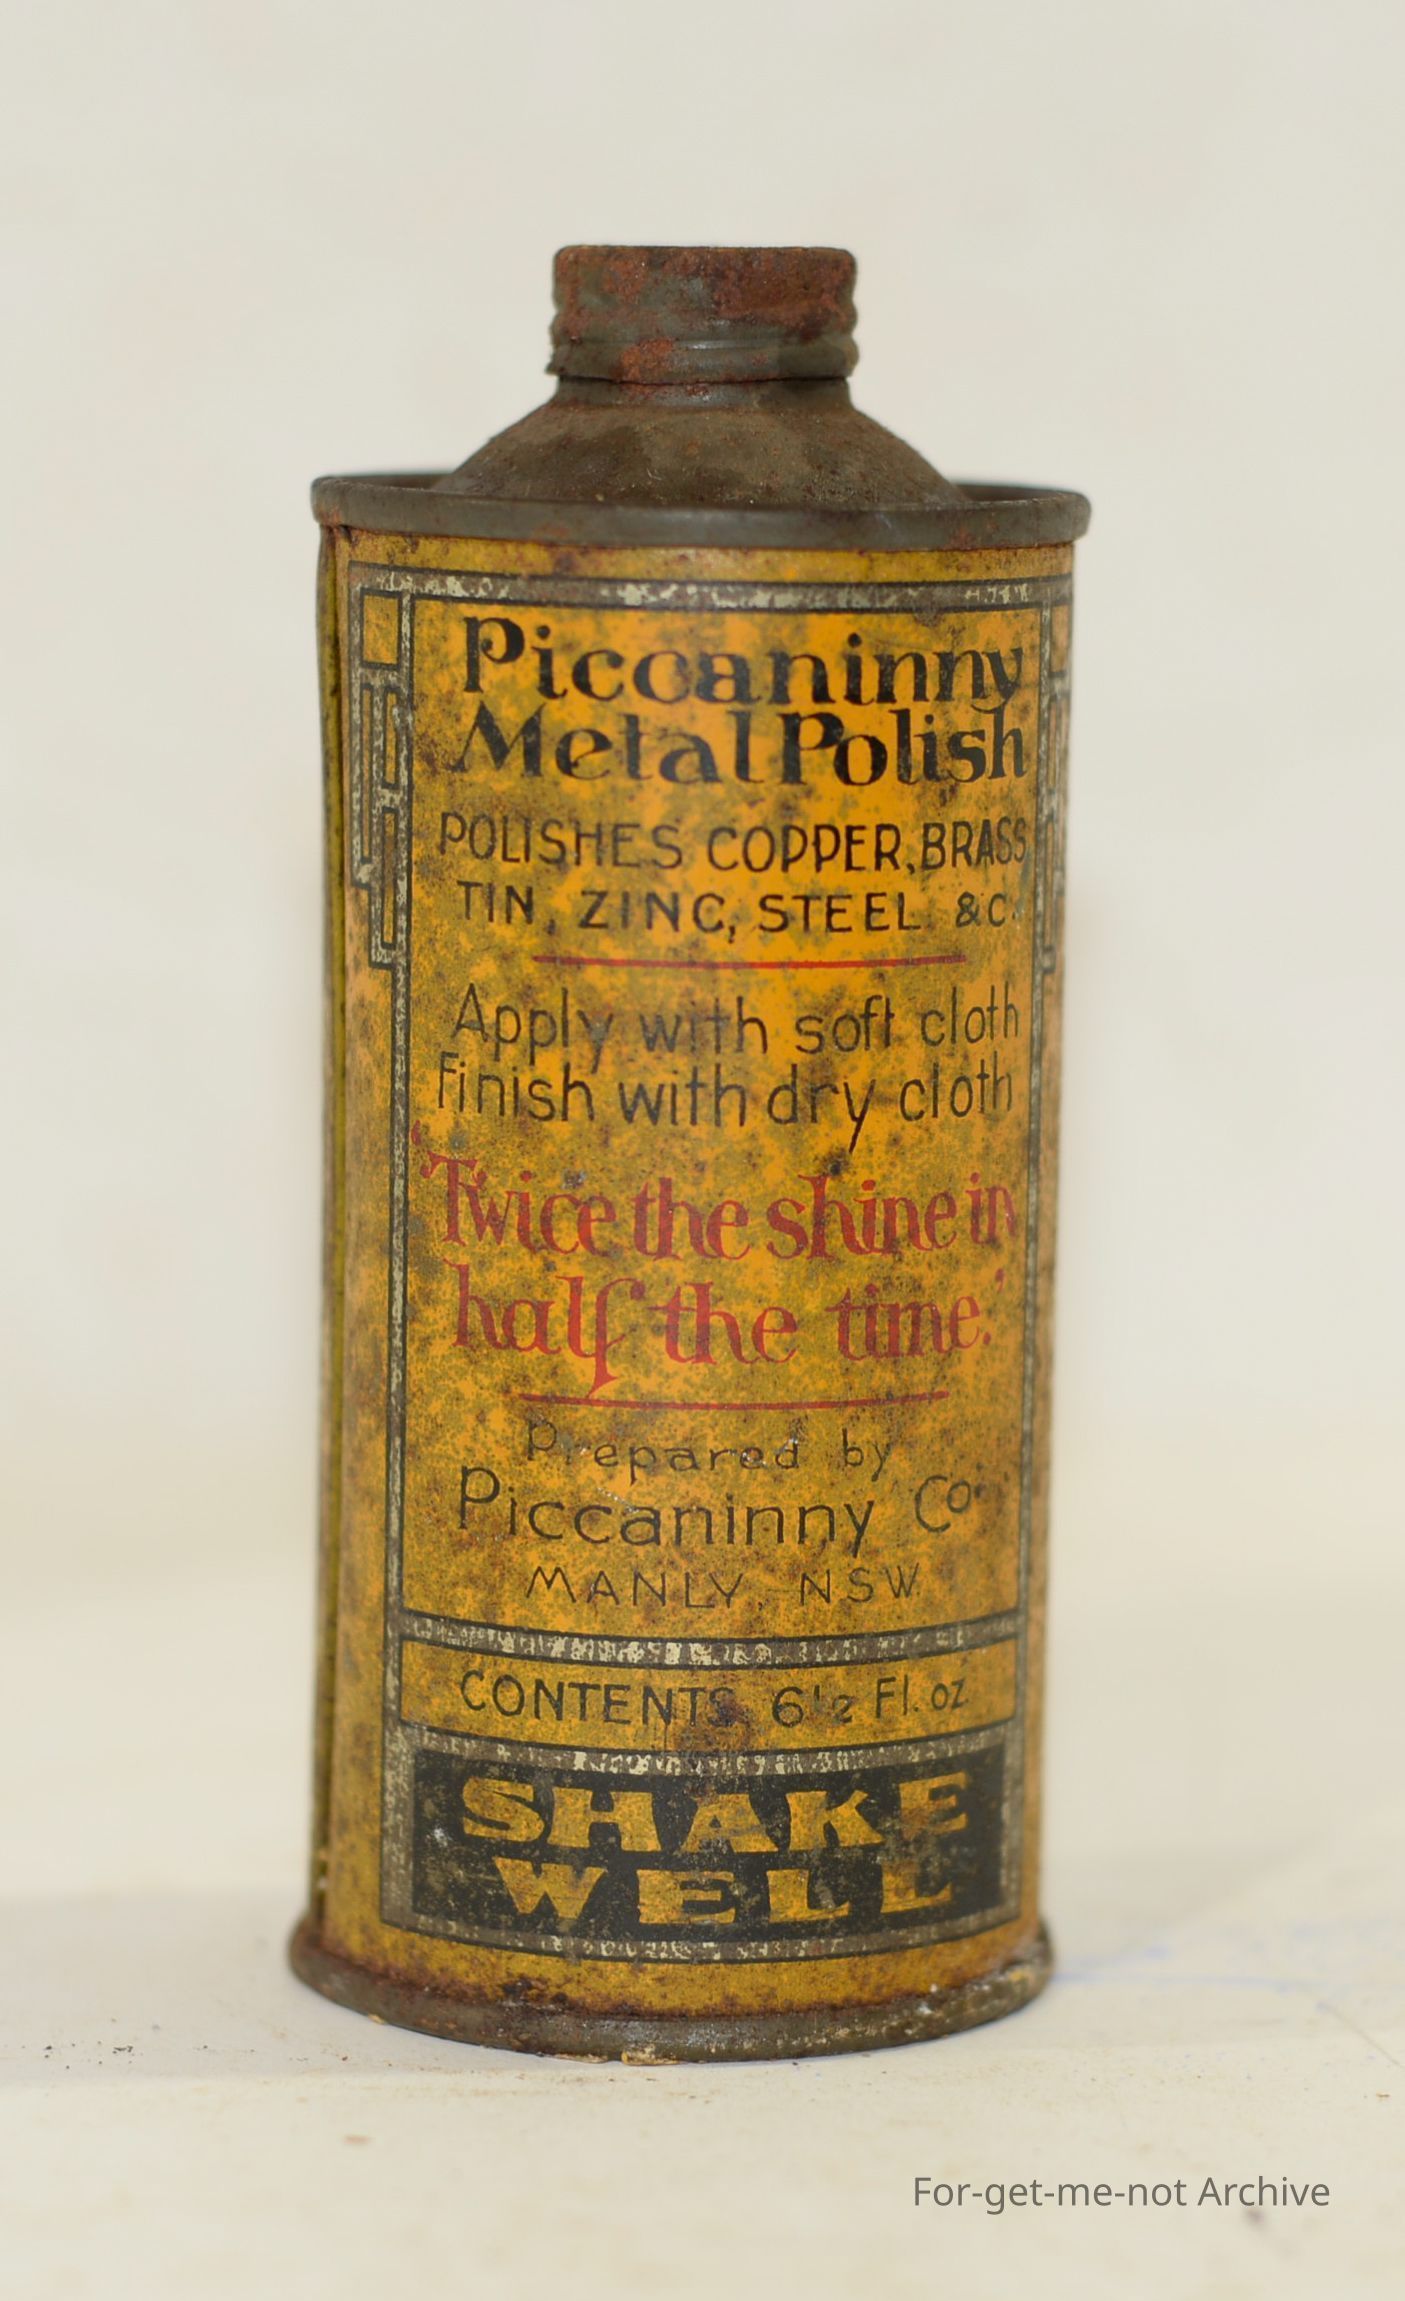 Piccaninny
Metal Polish
POLISHES COPPER, BRASS
TIN, ZINC, STEEL &C.
Apply with soft cloth
Finish with dry cloth
'Twice the shine in
half the time.'
Prepared by
Piccaninny Co.
MANLY, NSW
CONTENTS 6½ Fl. oz
SHAKE
WELL
For-get-me-not Archive